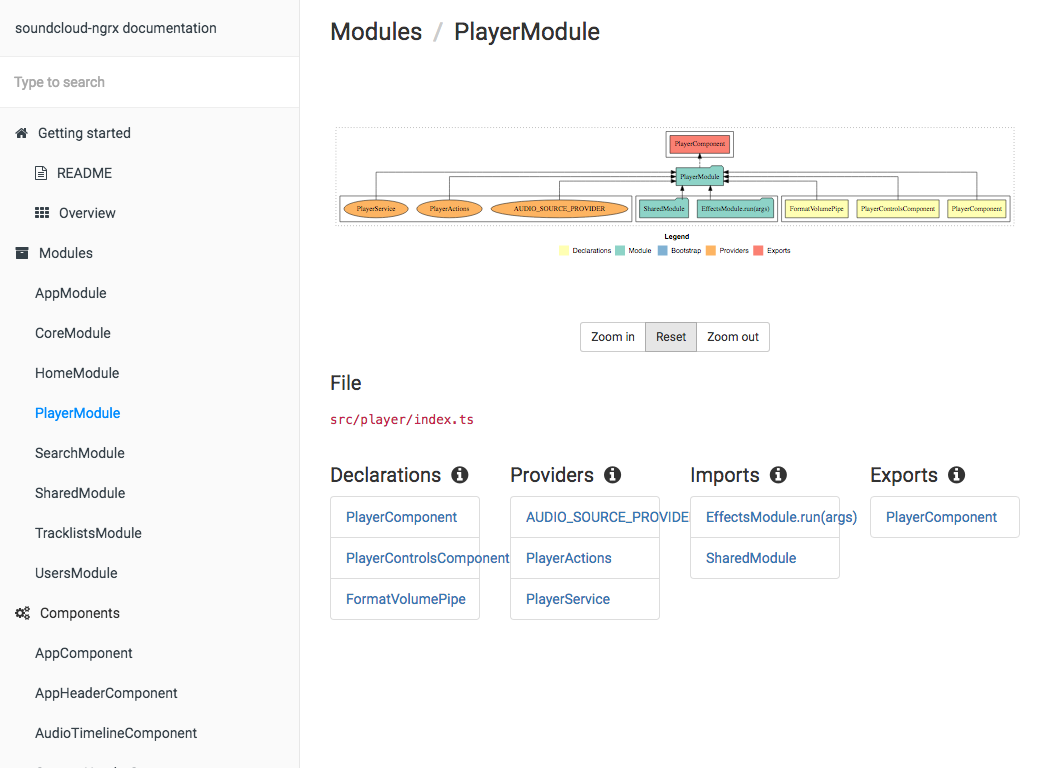 soundcloud-ngrx documentation
Type to search
Getting started
README
Overview
Modules
AppModule
CoreModule
HomeModule
PlayerModule
SearchModule
SharedModule
TracklistsModule
UsersModule
Components
AppComponent
AppHeaderComponent
AudioTimelineComponent
Modules / PlayerModule
PlayerComponent
PlayerModule
PlayerService PlayerActions AUDIO_SOURCE_PROVIDER SharedModule EffectsModule.run(args) FormatVolumePipe PlayerControlsComponent PlayerComponent
Legend
Declarations Module Bootstrap Providers Exports
Zoom in Reset Zoom out
File
src/player/index.ts
Declarations
PlayerComponent
PlayerControlsComponent
FormatVolumePipe
Providers
AUDIO_SOURCE_PROVIDE
PlayerActions
PlayerService
Imports
EffectsModule.run(args)
SharedModule
Exports
PlayerComponent